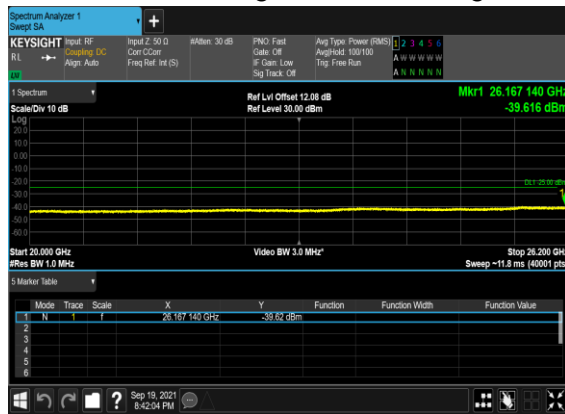 Spectrum Analyzer 1
Swept SA
+
KEYSIGHT Input: RF Input Z: 50 Ω #Atten: 30 dB PNO: Fast Avg Type: Power (RMS) 1 2 3 4 5 6
RL Coupling: DC Corr CCorr Gate: Off Avg|Hold: 100/100 A W W W W W
Align: Auto Freq Ref: Int (S) IF Gain: Low Trig: Free Run
Sig Track: Off A N N N N N
LW
1 Spectrum Ref Lvl Offset 12.08 dB Mkr1 26.167 140 GHz
Scale/Div 10 dB Ref Level 30.00 dBm -39.616 dBm
Log
20.0
10.0
0.00
-10.0
-20.0
DL1 -25.00 dBm
-30.0
1
-40.0
-50.0
-60.0
Start 20.000 GHz Video BW 3.0 MHz* Stop 26.200 GHz
#Res BW 1.0 MHz Sweep ~11.8 ms (40001 pts)
5 Marker Table
Mode Trace Scale X Y Function Function Width Function Value
1 N 1 f 26.167 140 GHz -39.62 dBm
2
3
4
5
6
? Sep 19, 2021
8:42:04 PM